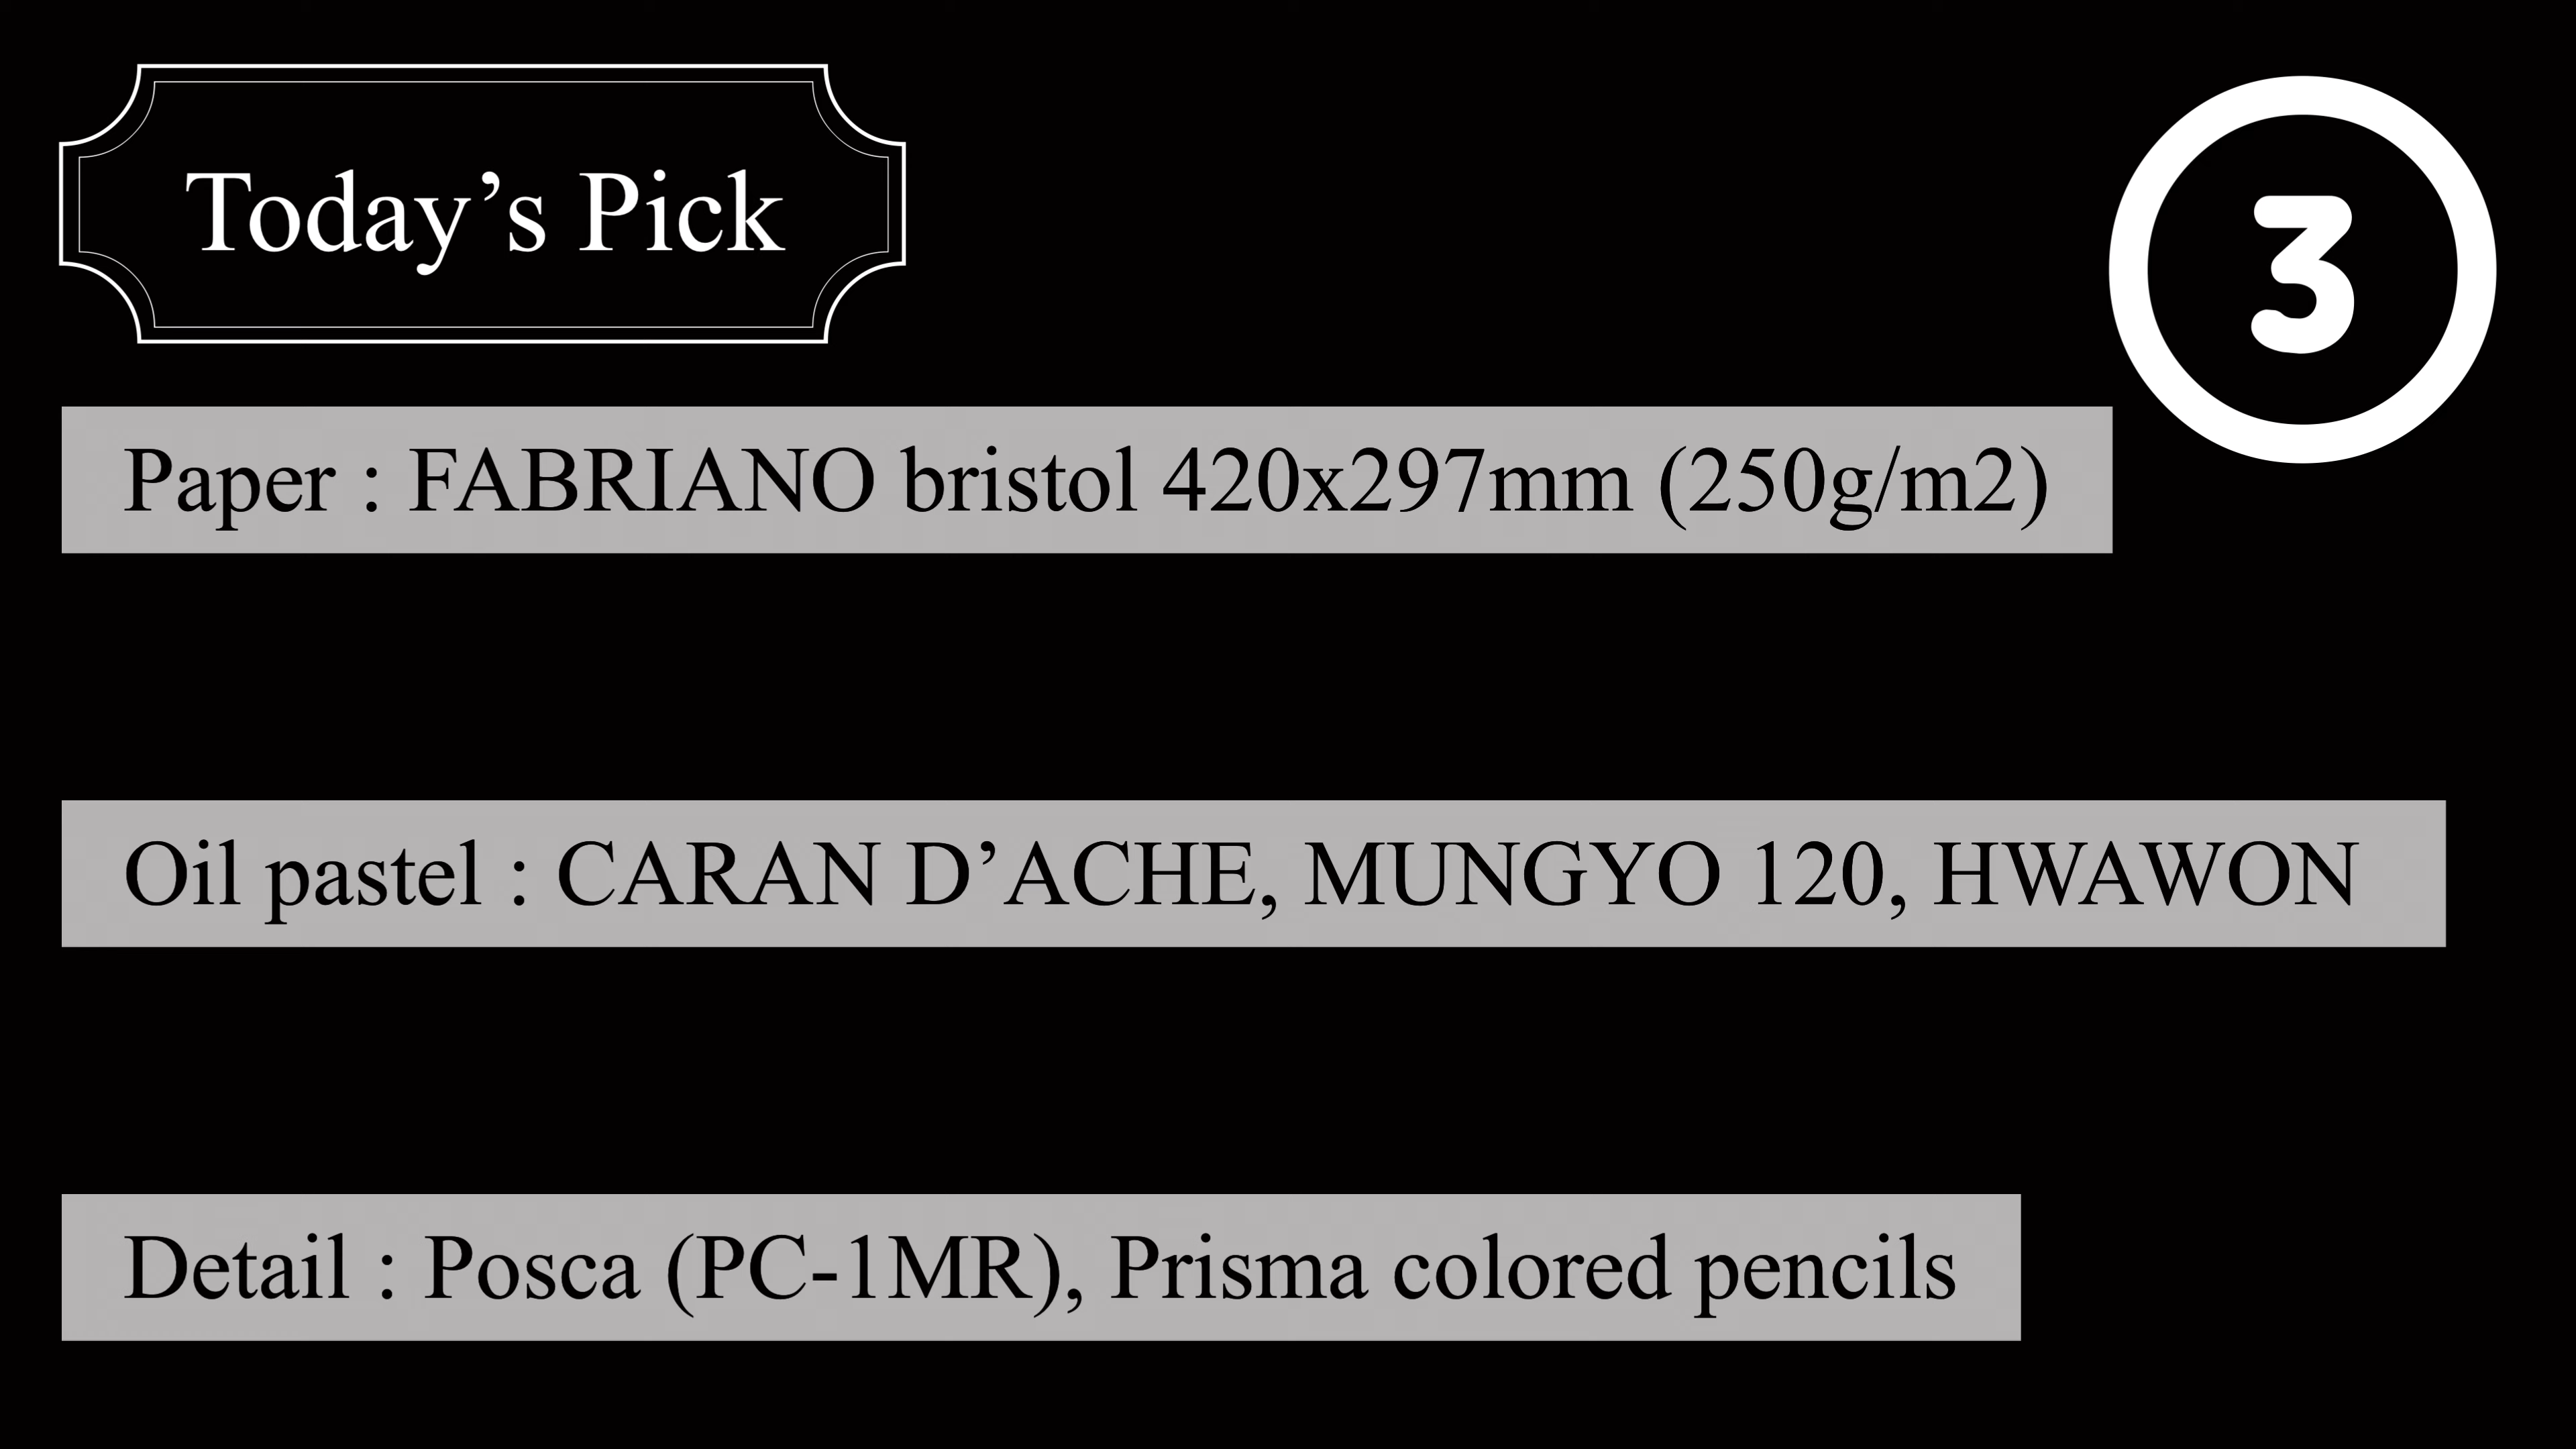 Today’s Pick
3
Paper : FABRIANO bristol 420x297mm (250g/m2)
Oil pastel : CARAN D’ACHE, MUNGYO 120, HWAWON
Detail : Posca (PC-1MR), Prisma colored pencils